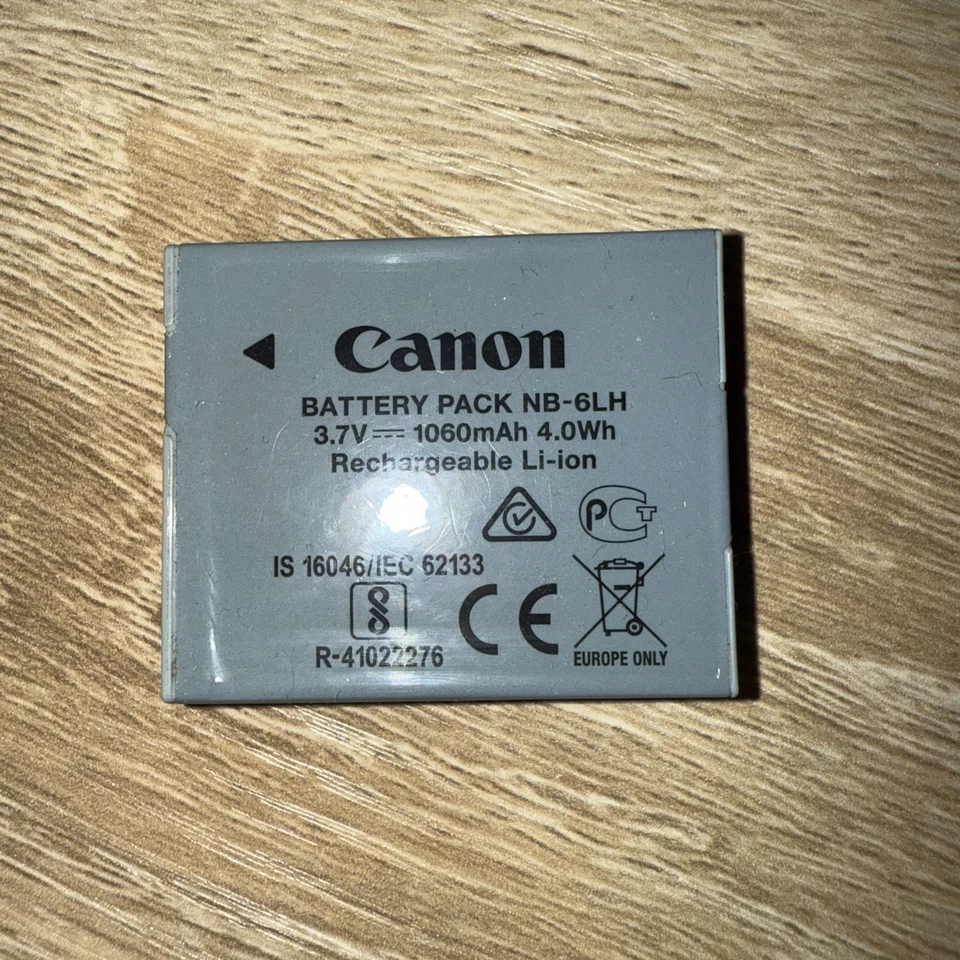 Canon
BATTERY PACK NB-6LH
3.7V⎓ 1060mAh 4.0Wh
Rechargeable Li-ion
PCT
IS 16046/IEC 62133
CE
R-41022276
EUROPE ONLY